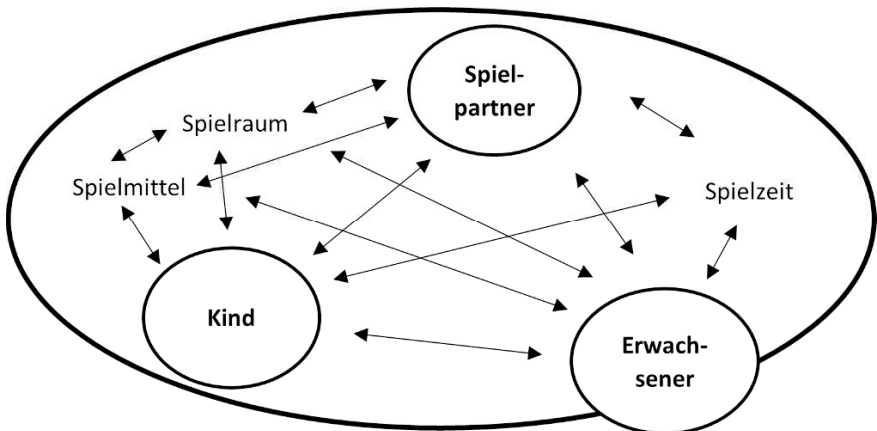 Spiel-
partner
Spielraum
Spielmittel
Spielzeit
Kind
Erwach-
sener